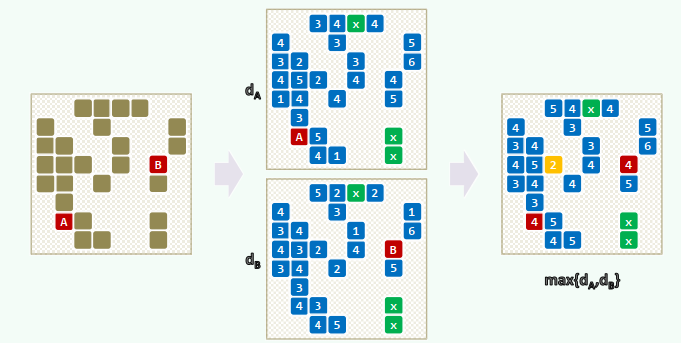 B
A
d_A
3 4 x 4
4 3 5
3 2 3 6
4 5 2 4 4
1 4 4 5
3
A 5 x
4 1 x
d_B
5 2 x 2
4 3 1
3 4 1 6
4 3 2 4 B
3 4 2 5
3
4 3 x
4 5 x
5 4 x 4
4 3 5
3 4 3 6
4 5 2 4 4
3 4 4 5
3
4 5 x
4 5 x
max{d_A,d_B}